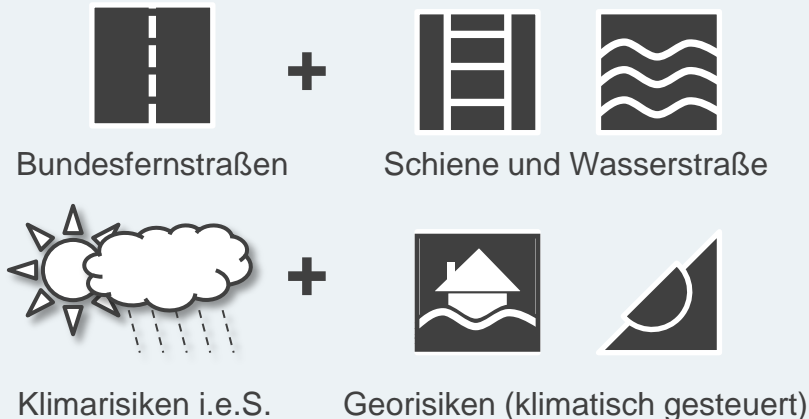 +
Bundesfernstraßen Schiene und Wasserstraße
+
Klimarisiken i.e.S. Georisiken (klimatisch gesteuert)